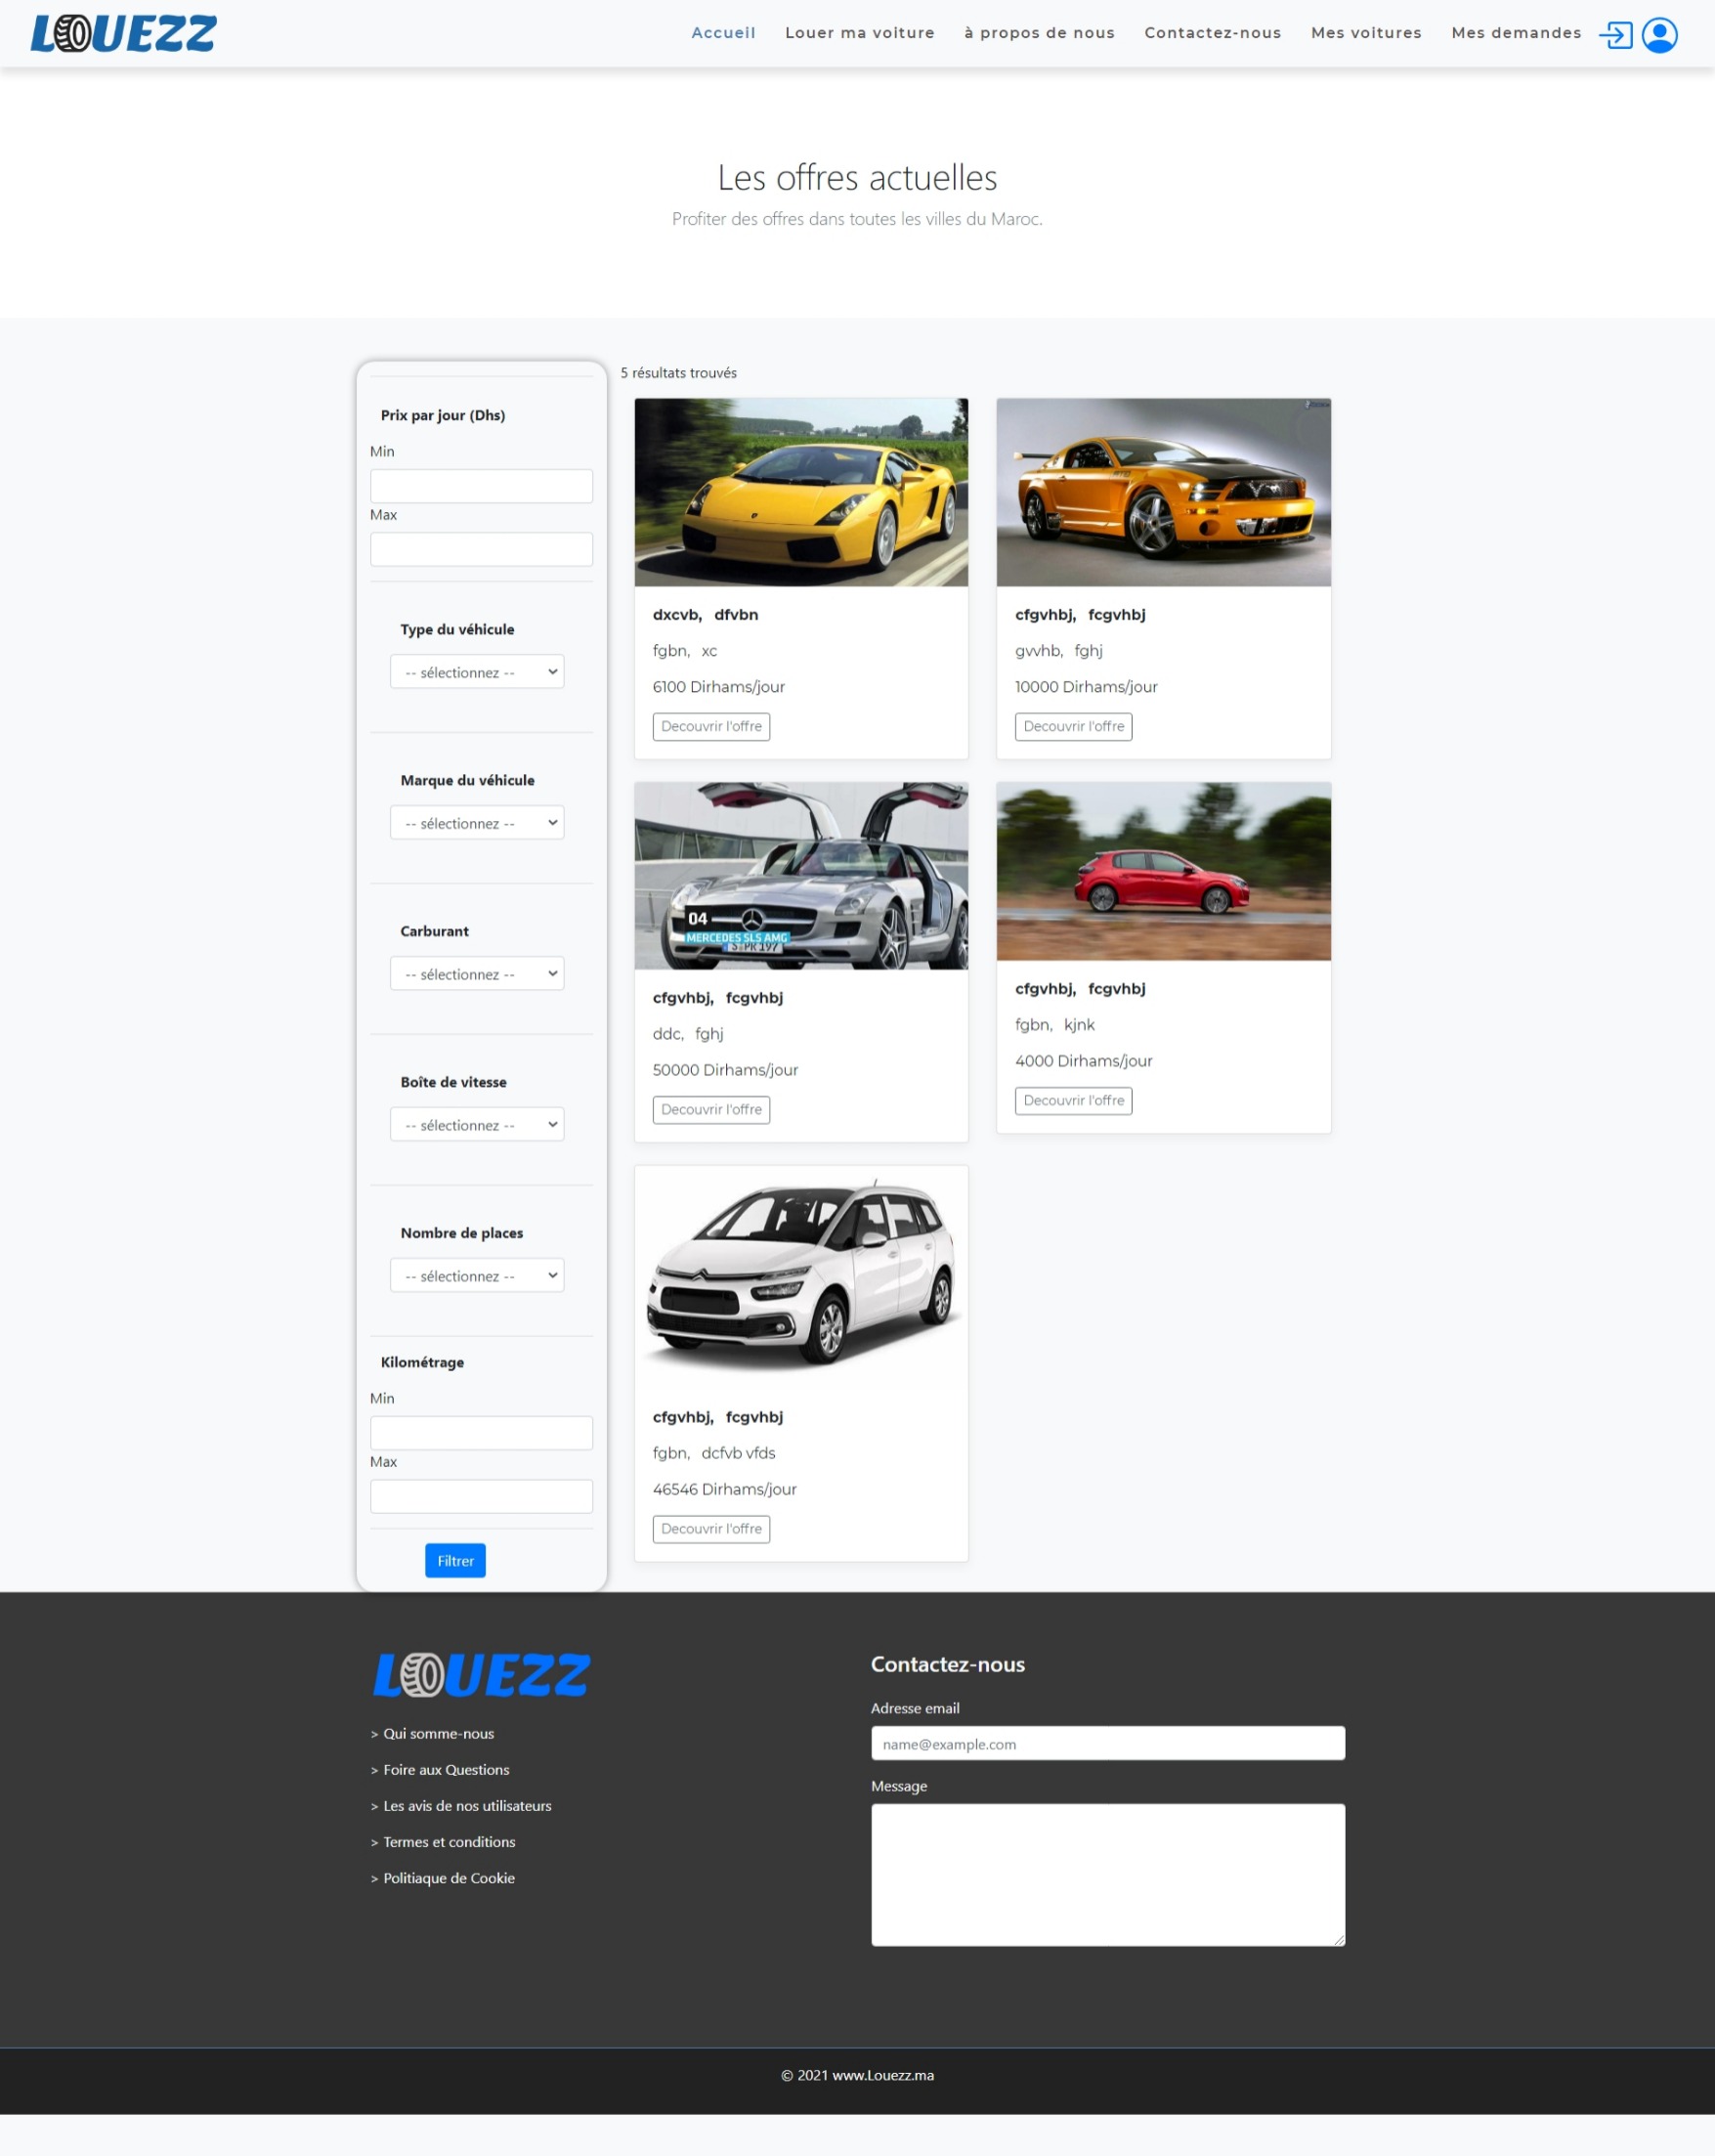 LOUEZZ
Accueil Louer ma voiture à propos de nous Contactez-nous Mes voitures Mes demandes
Les offres actuelles
Profiter des offres dans toutes les villes du Maroc.
Prix par jour (Dhs)
Min
Max
Type du véhicule
-- sélectionnez --
Marque du véhicule
-- sélectionnez --
Carburant
-- sélectionnez --
Boîte de vitesse
-- sélectionnez --
Nombre de places
-- sélectionnez --
Kilométrage
Min
Max
Filtrer
5 résultats trouvés
dxcvb, dfvbn
fgbn, xc
6100 Dirhams/jour
Decouvrir l'offre
cfgvhbj, fcgvhbj
gvvhb, fghj
10000 Dirhams/jour
Decouvrir l'offre
04
MERCEDES SLS AMG
S PK 197
cfgvhbj, fcgvhbj
ddc, fghj
50000 Dirhams/jour
Decouvrir l'offre
cfgvhbj, fcgvhbj
fgbn, kjnk
4000 Dirhams/jour
Decouvrir l'offre
cfgvhbj, fcgvhbj
fgbn, dcfvb vfds
46546 Dirhams/jour
Decouvrir l'offre
LOUEZZ
> Qui somme-nous
> Foire aux Questions
> Les avis de nos utilisateurs
> Termes et conditions
> Politiaque de Cookie
Contactez-nous
Adresse email
name@example.com
Message
© 2021 www.Louezz.ma